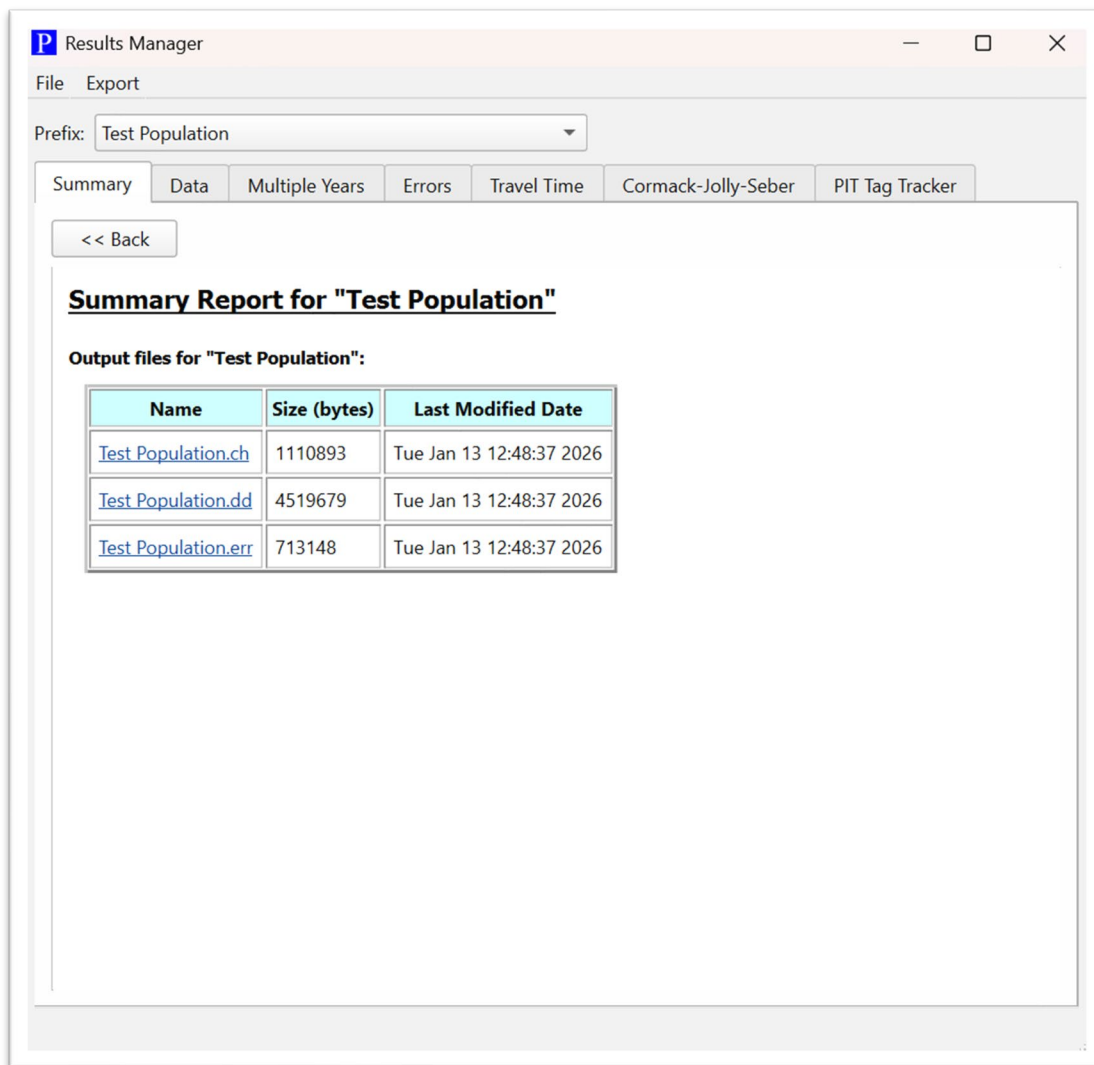 P Results Manager
File Export
Prefix: Test Population
Summary Data Multiple Years Errors Travel Time Cormack-Jolly-Seber PIT Tag Tracker
<< Back
Summary Report for "Test Population"
Output files for "Test Population":
Name Size (bytes) Last Modified Date
Test Population.ch 1110893 Tue Jan 13 12:48:37 2026
Test Population.dd 4519679 Tue Jan 13 12:48:37 2026
Test Population.err 713148 Tue Jan 13 12:48:37 2026